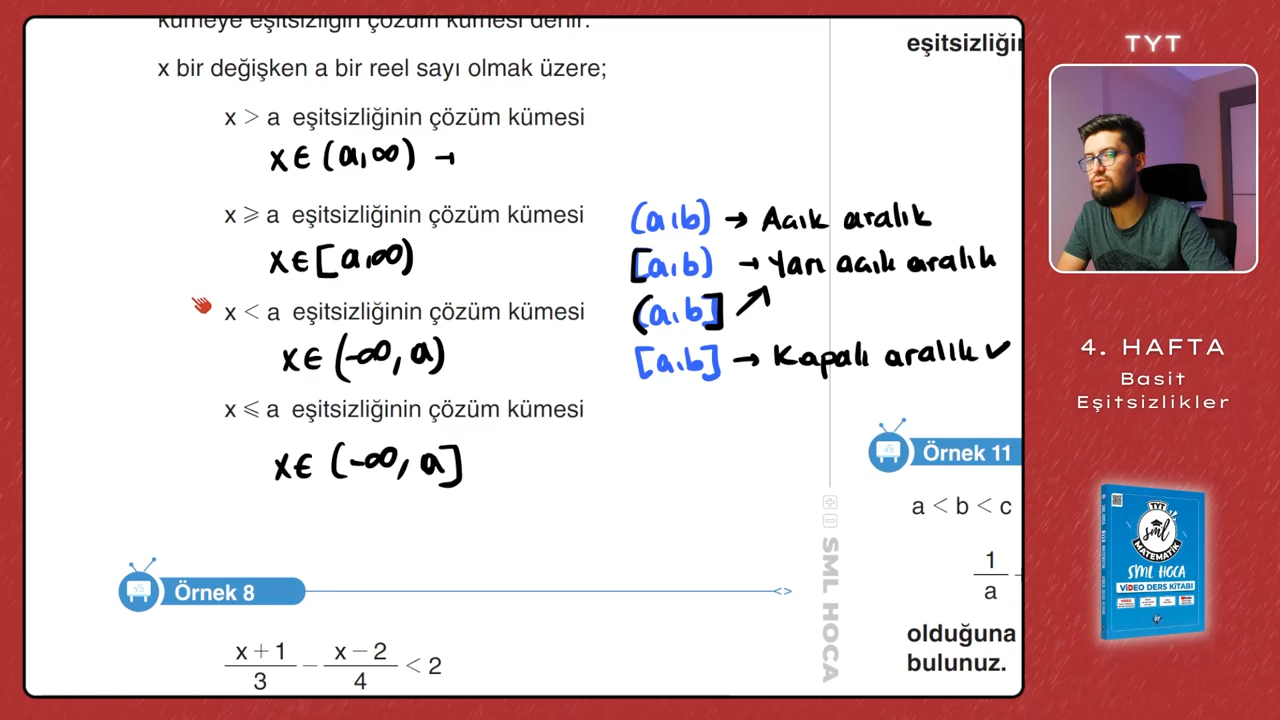 kümeye eşitsizliğin çözüm kümesi denir.
x bir değişken a bir reel sayı olmak üzere;
x > a eşitsizliğinin çözüm kümesi
x ∈ (a, ∞) →
x ⩾ a eşitsizliğinin çözüm kümesi
x ∈ [a, ∞)
x < a eşitsizliğinin çözüm kümesi
x ∈ (-∞, a)
x ⩽ a eşitsizliğinin çözüm kümesi
x ∈ (-∞, a]
(a, b) → Açık aralık
[a, b) → Yarı açık aralık
(a, b]
[a, b] → Kapalı aralık ✓
Örnek 8
<>
(x + 1)/3 − (x − 2)/4 < 2
SML HOCA
eşitsizliğin
Örnek 11
a < b < c
1/a −
olduğuna
bulunuz.
TYT
4. HAFTA
Basit
Eşitsizlikler
TYT
sml
MATEMATİK
SML HOCA
VİDEO DERS KİTABI